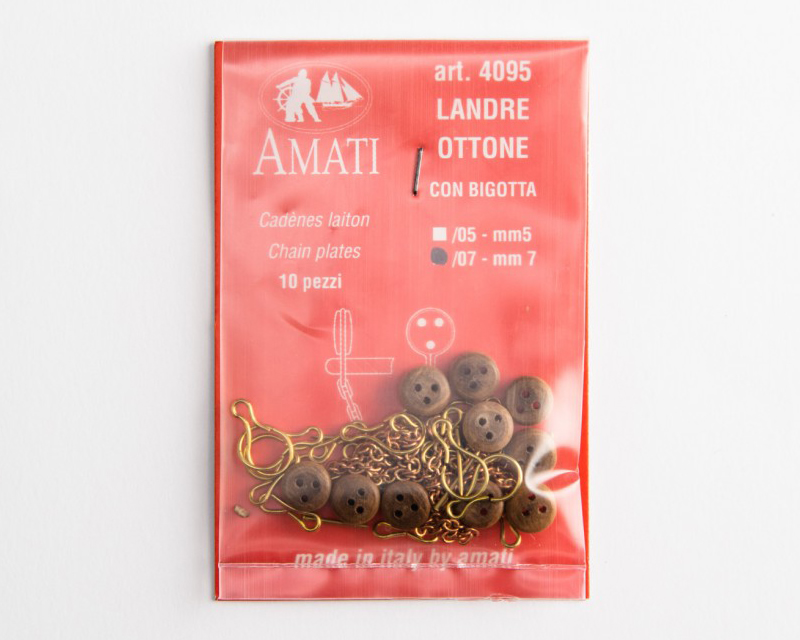 AMATI
art. 4095
LANDRE
OTTONE
CON BIGOTTA
Cadènes laiton
Chain plates
10 pezzi
/05 - mm5
/07 - mm 7
made in italy by amati